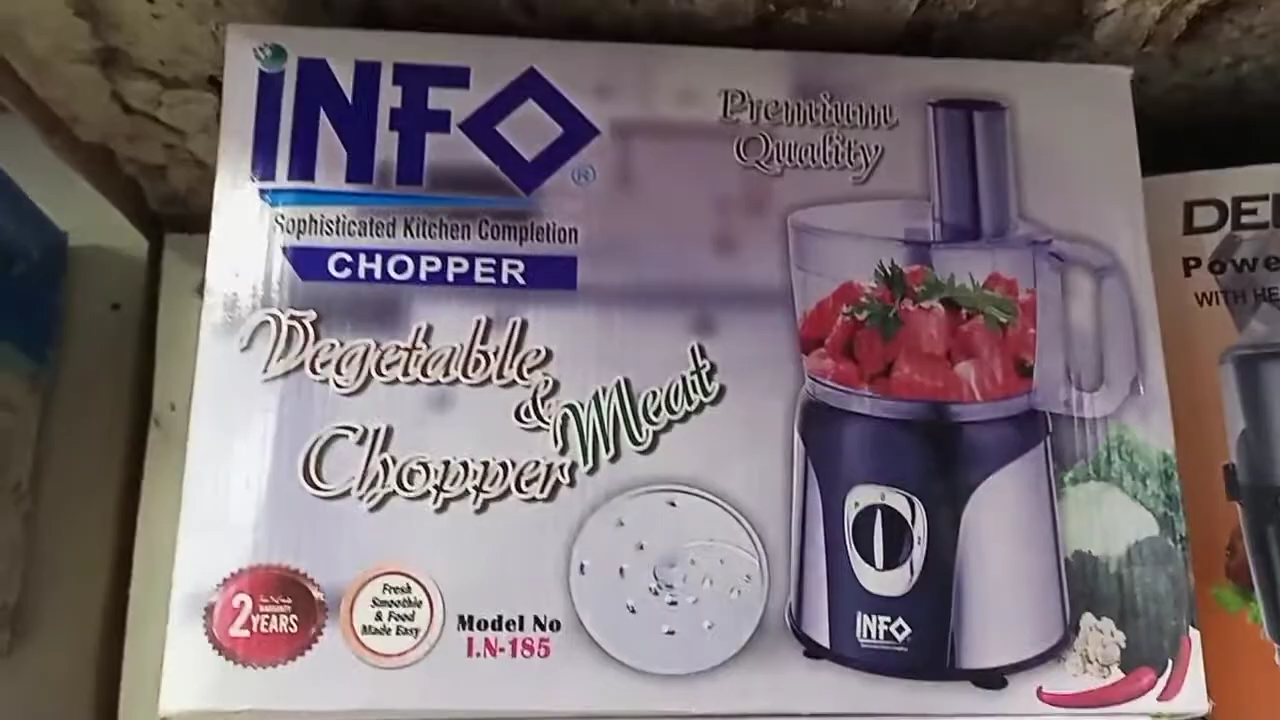 INFO
®
Sophisticated Kitchen Completion
CHOPPER
Premium
Quality
Vegetable
&
Meat
Chopper
2
WARRANTY
YEARS
Fresh
Smoothie
& Food
Made Easy
Model No
I.N-185
INFO
DE
Powe
WITH HE